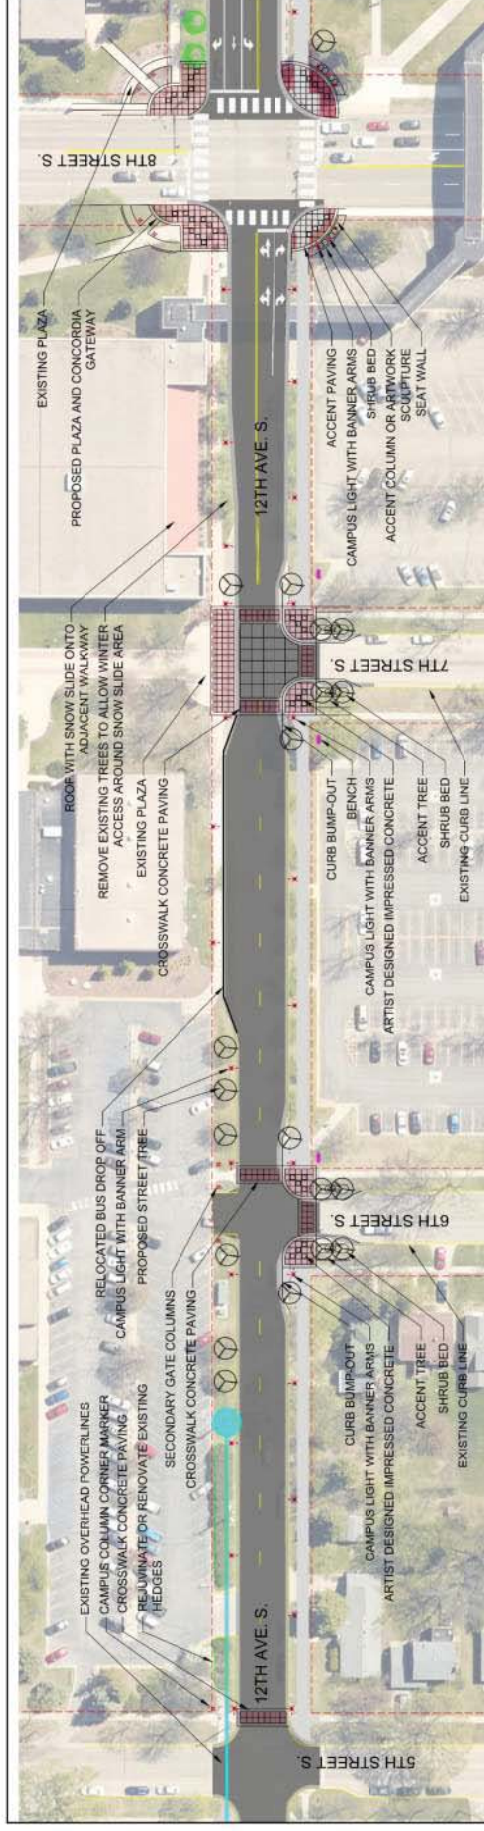 EXISTING OVERHEAD POWERLINES
CAMPUS COLUMN CORNER MARKER
CROSSWALK CONCRETE PAVING
REJUVINATE OR RENOVATE EXISTING
HEDGES
SECONDARY GATE COLUMNS
CROSSWALK CONCRETE PAVING
RELOCATED BUS DROP OFF
CAMPUS LIGHT WITH BANNER ARM
PROPOSED STREET TREE
ROOF WITH SNOW SLIDE ONTO
ADJACENT WALKWAY
REMOVE EXISTING TREES TO ALLOW WINTER
ACCESS AROUND SNOW SLIDE AREA
EXISTING PLAZA
CROSSWALK CONCRETE PAVING
EXISTING PLAZA
PROPOSED PLAZA AND CONCORDIA
GATEWAY
8TH STREET S.
12TH AVE. S.
12TH AVE. S.
5TH STREET S.
6TH STREET S.
7TH STREET S.
CURB BUMP-OUT
CAMPUS LIGHT WITH BANNER ARMS
ARTIST DESIGNED IMPRESSED CONCRETE
ACCENT TREE
SHRUB BED
EXISTING CURB LINE
CURB BUMP-OUT
BENCH
CAMPUS LIGHT WITH BANNER ARMS
ARTIST DESIGNED IMPRESSED CONCRETE
ACCENT TREE
SHRUB BED
EXISTING CURB LINE
ACCENT PAVING
CAMPUS LIGHT WITH BANNER ARMS
SHRUB BED
ACCENT COLUMN OR ARTWORK
SCULPTURE
SEAT WALL